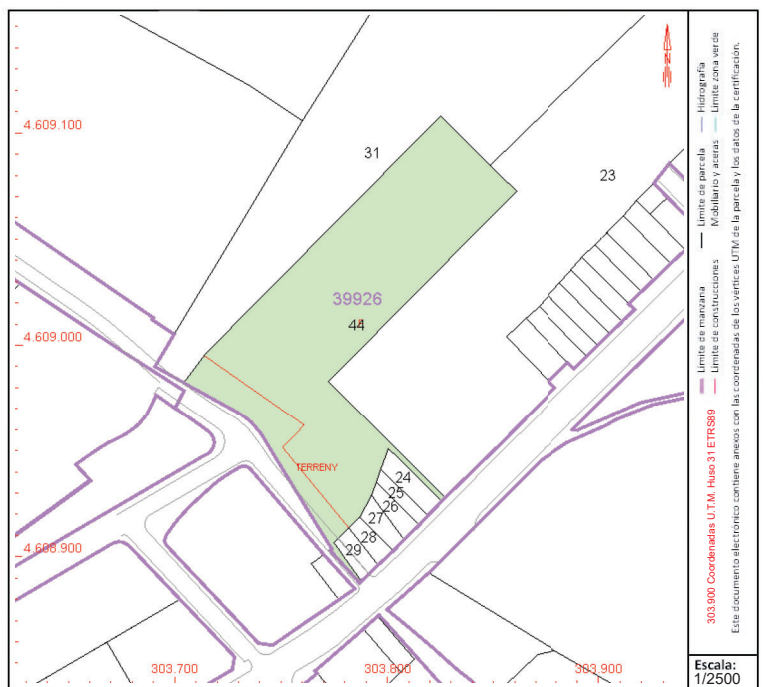 4.609.100
31
23
39926
44
4.609.000
TERRENY
24
25
26
27
28
29
4.608.900
303.700
303.800
303.900
Hidrografía
Límite zona verde
Límite de parcela
Mobiliario y aceras
Límite de manzana
Límite de construcciones
303.900 Coordenadas U.T.M. Huso 31 ETRS89
Este documento electrónico contiene anexos con las coordenadas de los vértices UTM de la parcela y los datos de la certificación.
Escala:
1/2500